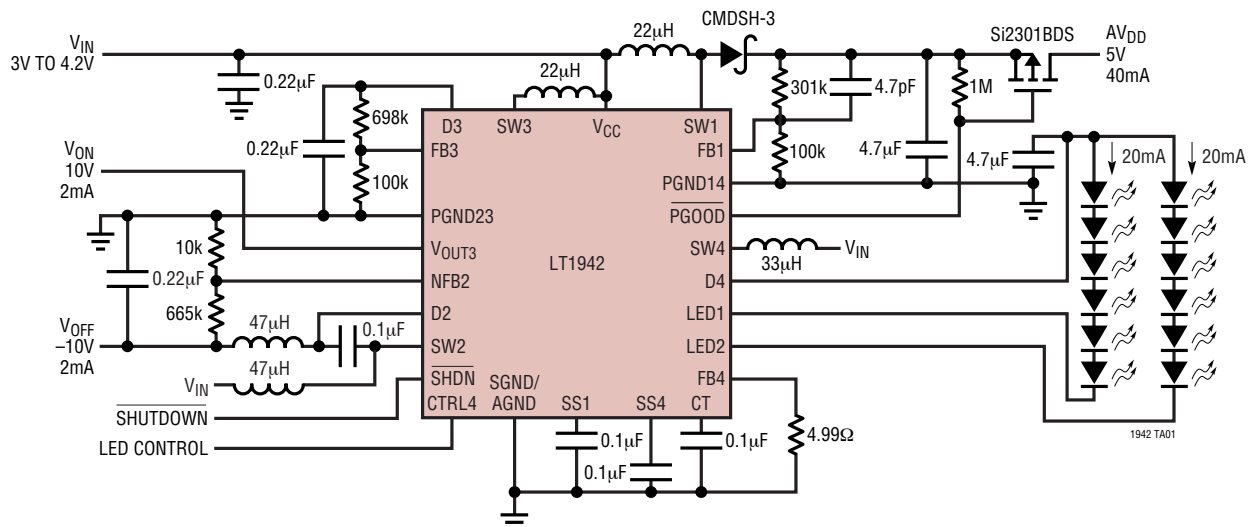 22μH
CMDSH-3
Si2301BDS
V_IN
3V TO 4.2V
AV_DD
5V
40mA
0.22μF
22μH
301k
4.7pF
1M
698k
D3
SW3
V_CC
SW1
0.22μF
FB3
FB1
100k
4.7μF
4.7μF
20mA
20mA
V_ON
10V
2mA
100k
PGND14
PGND23
PGOOD
10k
V_OUT3
LT1942
SW4
33μH
V_IN
0.22μF
NFB2
D4
665k
D2
LED1
V_OFF
–10V
2mA
47μH
0.1μF
SW2
LED2
V_IN
47μH
SHDN
SGND/
AGND
FB4
SHUTDOWN
CTRL4
SS1
SS4
CT
LED CONTROL
0.1μF
0.1μF
0.1μF
4.99Ω
1942 TA01